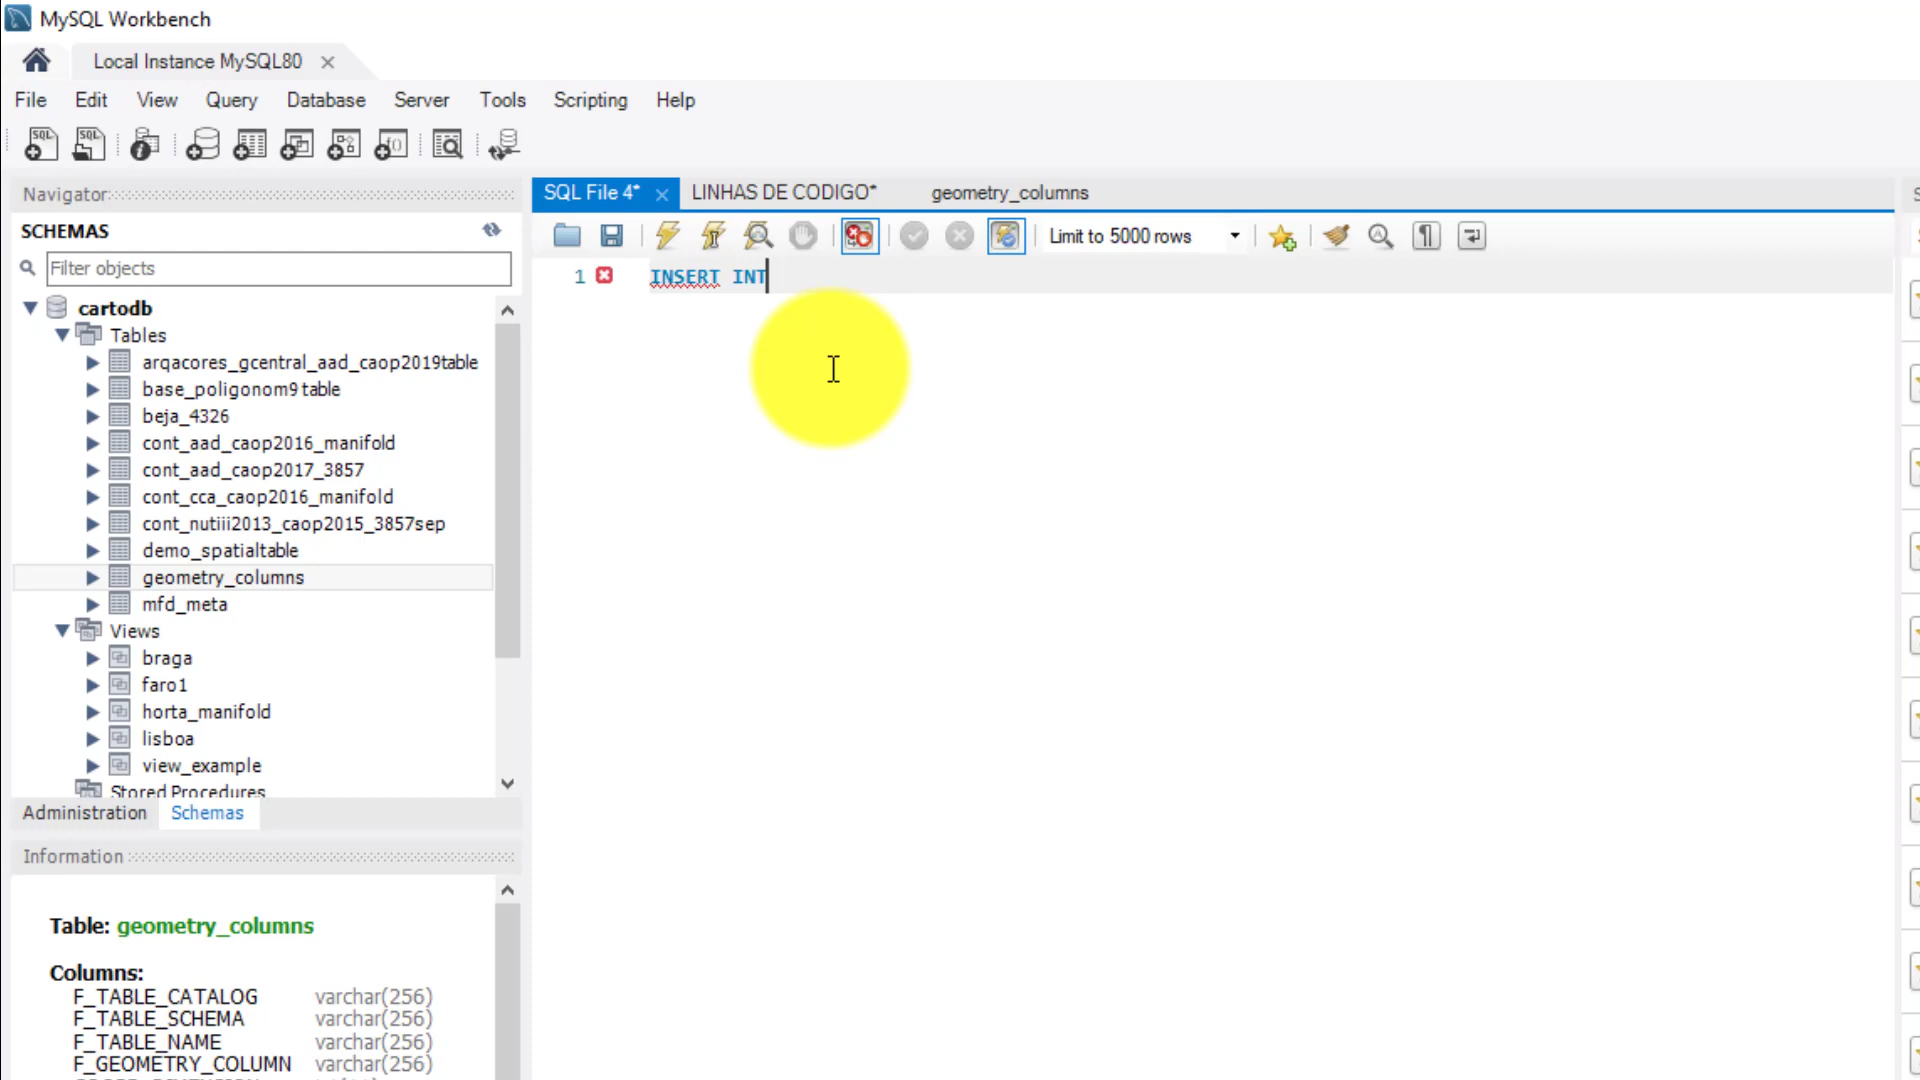 MySQL Workbench
Local Instance MySQL80
File Edit View Query Database Server Tools Scripting Help
Navigator
SCHEMAS
Filter objects
cartodb
Tables
arqacores_gcentral_aad_caop2019table
base_poligonom9 table
beja_4326
cont_aad_caop2016_manifold
cont_aad_caop2017_3857
cont_cca_caop2016_manifold
cont_nutiii2013_caop2015_3857sep
demo_spatialtable
geometry_columns
mfd_meta
Views
braga
faro1
horta_manifold
lisboa
view_example
Stored Procedures
Administration Schemas
Information
Table: geometry_columns
Columns:
F_TABLE_CATALOG varchar(256)
F_TABLE_SCHEMA varchar(256)
F_TABLE_NAME varchar(256)
F_GEOMETRY_COLUMN varchar(256)
SQL File 4* LINHAS DE CODIGO* geometry_columns
Limit to 5000 rows
1 INSERT INT